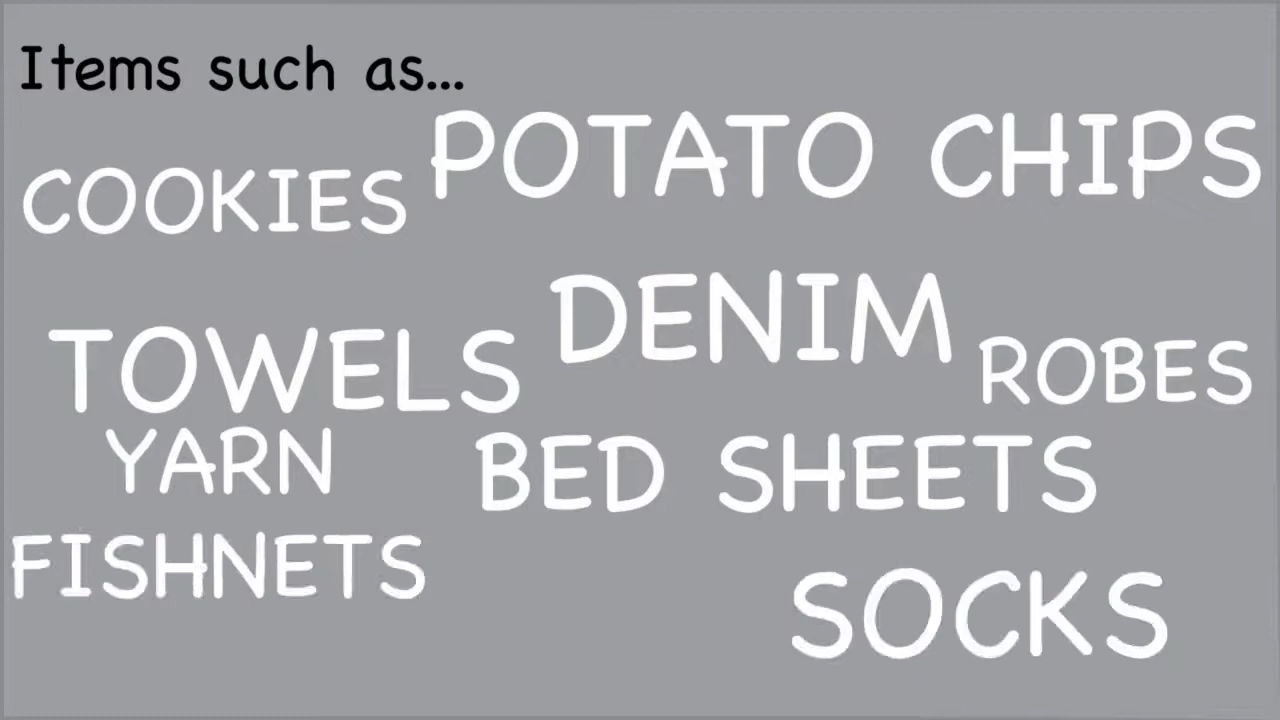 Items such as...
POTATO CHIPS
COOKIES
DENIM
TOWELS
ROBES
YARN
BED SHEETS
FISHNETS
SOCKS